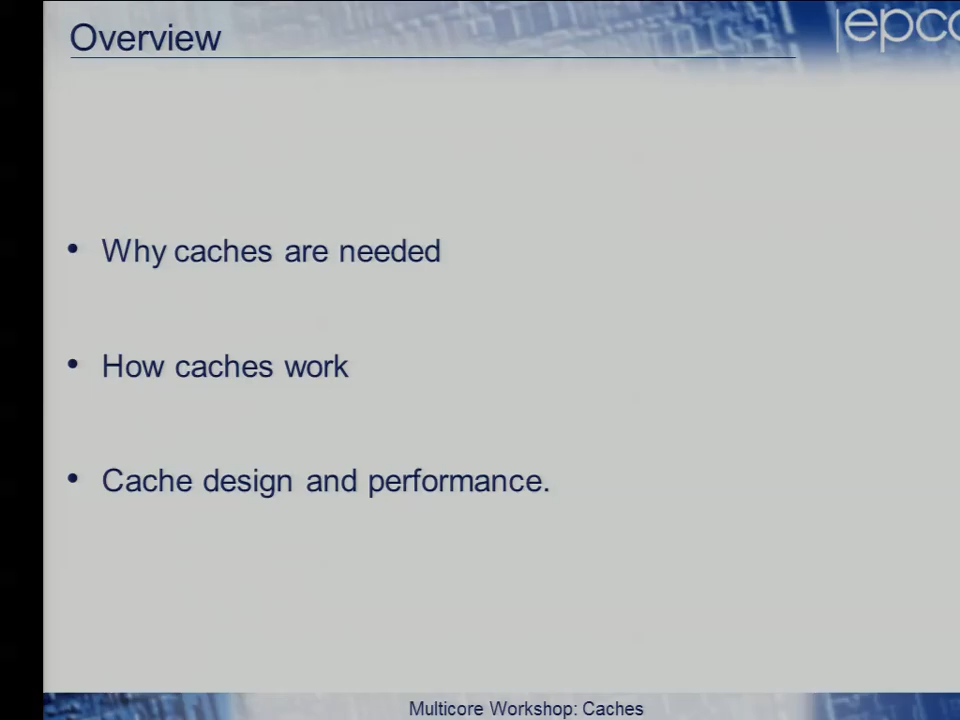 Overview
|epcc
• Why caches are needed
• How caches work
• Cache design and performance.
Multicore Workshop: Caches